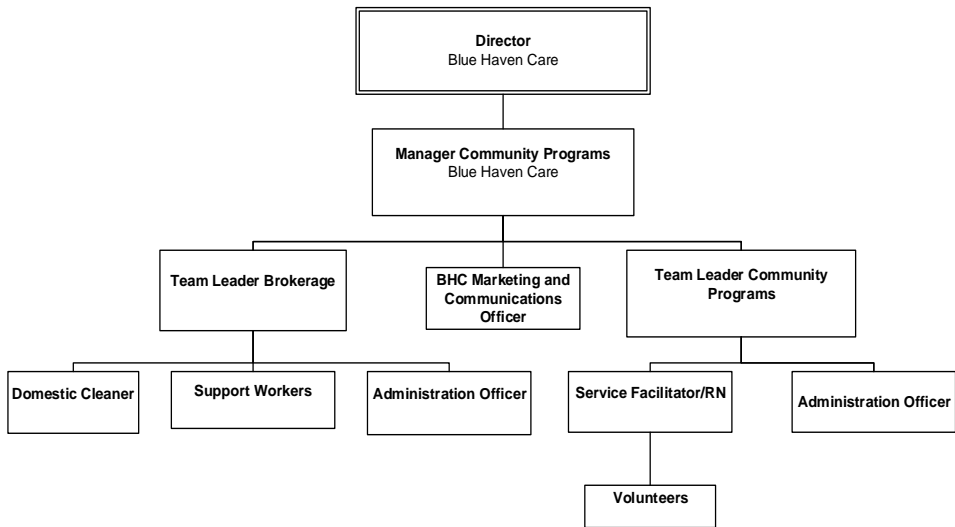 Director
Blue Haven Care
Manager Community Programs
Blue Haven Care
Team Leader Brokerage
BHC Marketing and
Communications
Officer
Team Leader Community
Programs
Domestic Cleaner
Support Workers
Administration Officer
Service Facilitator/RN
Administration Officer
Volunteers